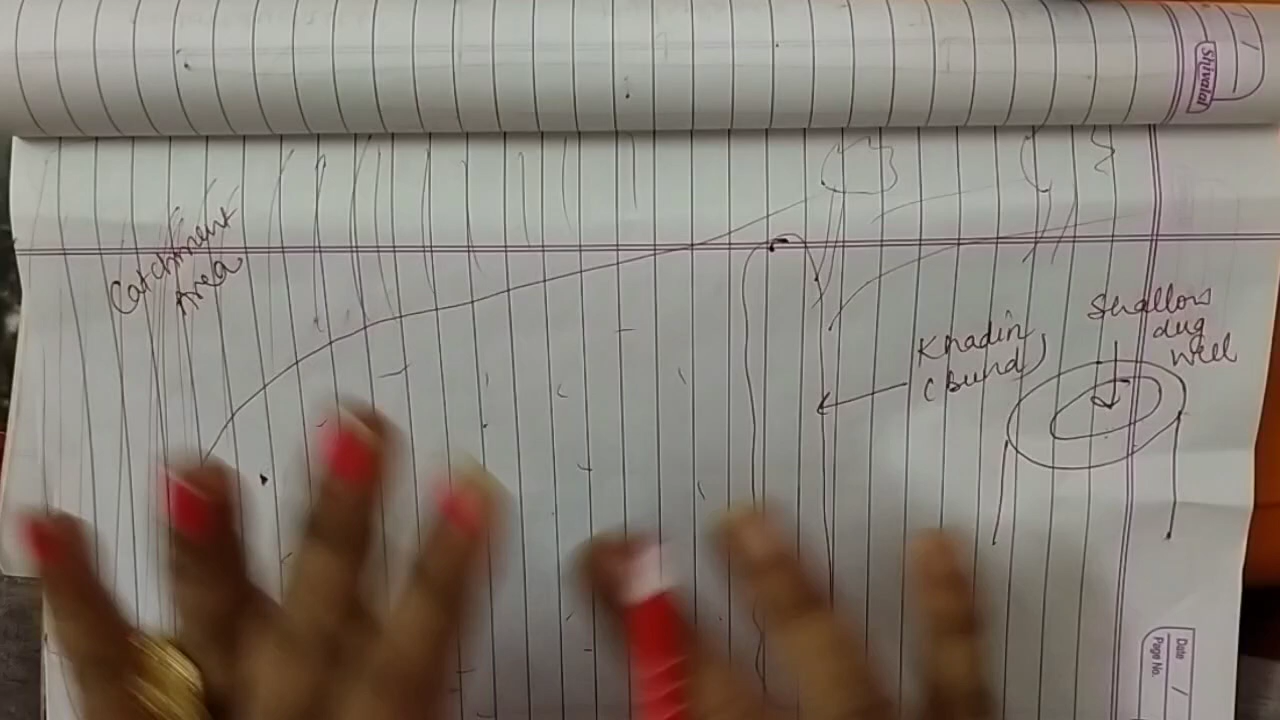 Shivalal
Catchment
Area
Khadin
(Bund)
Shallow
dug
well
Date
Page No.